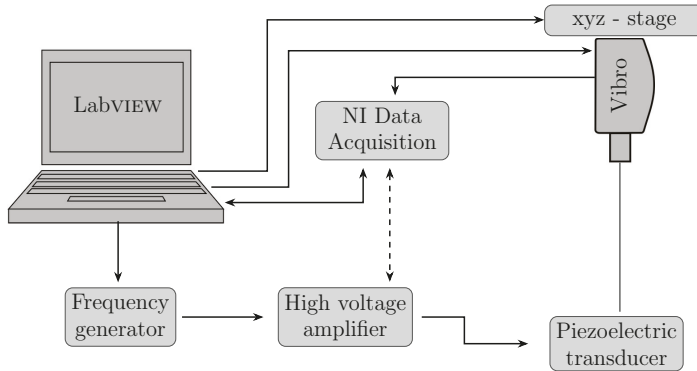 xyz - stage
Vibro
LabVIEW
NI Data
Acquisition
Frequency
generator
High voltage
amplifier
Piezoelectric
transducer